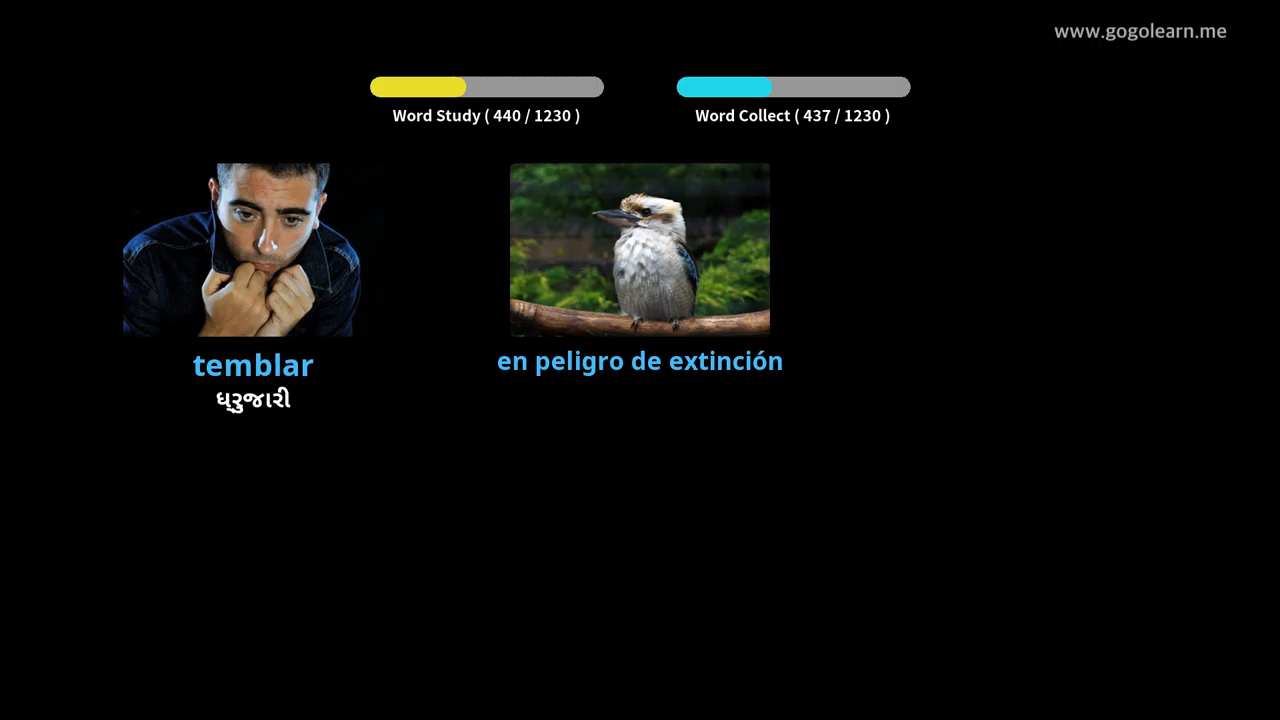 www.gogolearn.me
Word Study ( 440 / 1230 )
Word Collect ( 437 / 1230 )
temblar
ધ્રુજારી
en peligro de extinción